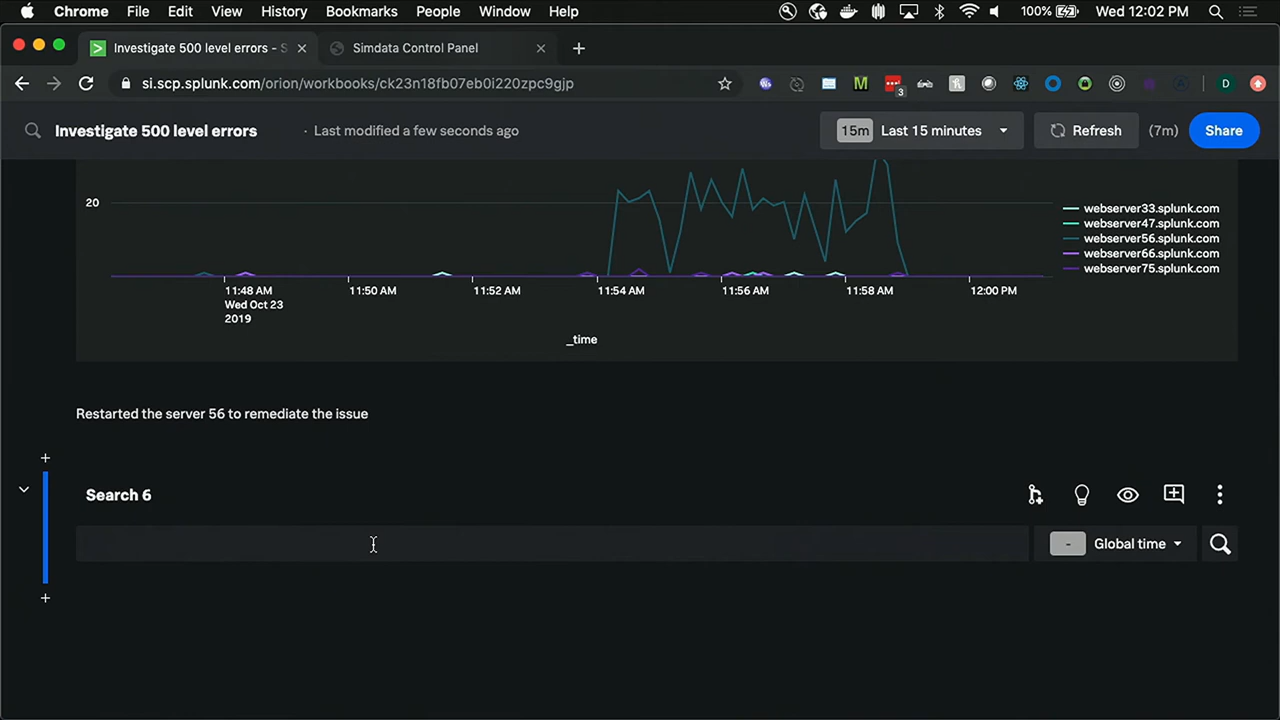 Chrome File Edit View History Bookmarks People Window Help 100% Wed 12:02 PM
Investigate 500 level errors - S Simdata Control Panel
si.scp.splunk.com/orion/workbooks/ck23n18fb07eb0i220zpc9gjp M 3 D
Investigate 500 level errors · Last modified a few seconds ago 15m Last 15 minutes Refresh (7m) Share
20
webserver33.splunk.com
webserver47.splunk.com
webserver56.splunk.com
webserver66.splunk.com
webserver75.splunk.com
11:48 AM 11:50 AM 11:52 AM 11:54 AM 11:56 AM 11:58 AM 12:00 PM
Wed Oct 23
2019
_time
Restarted the server 56 to remediate the issue
Search 6
- Global time